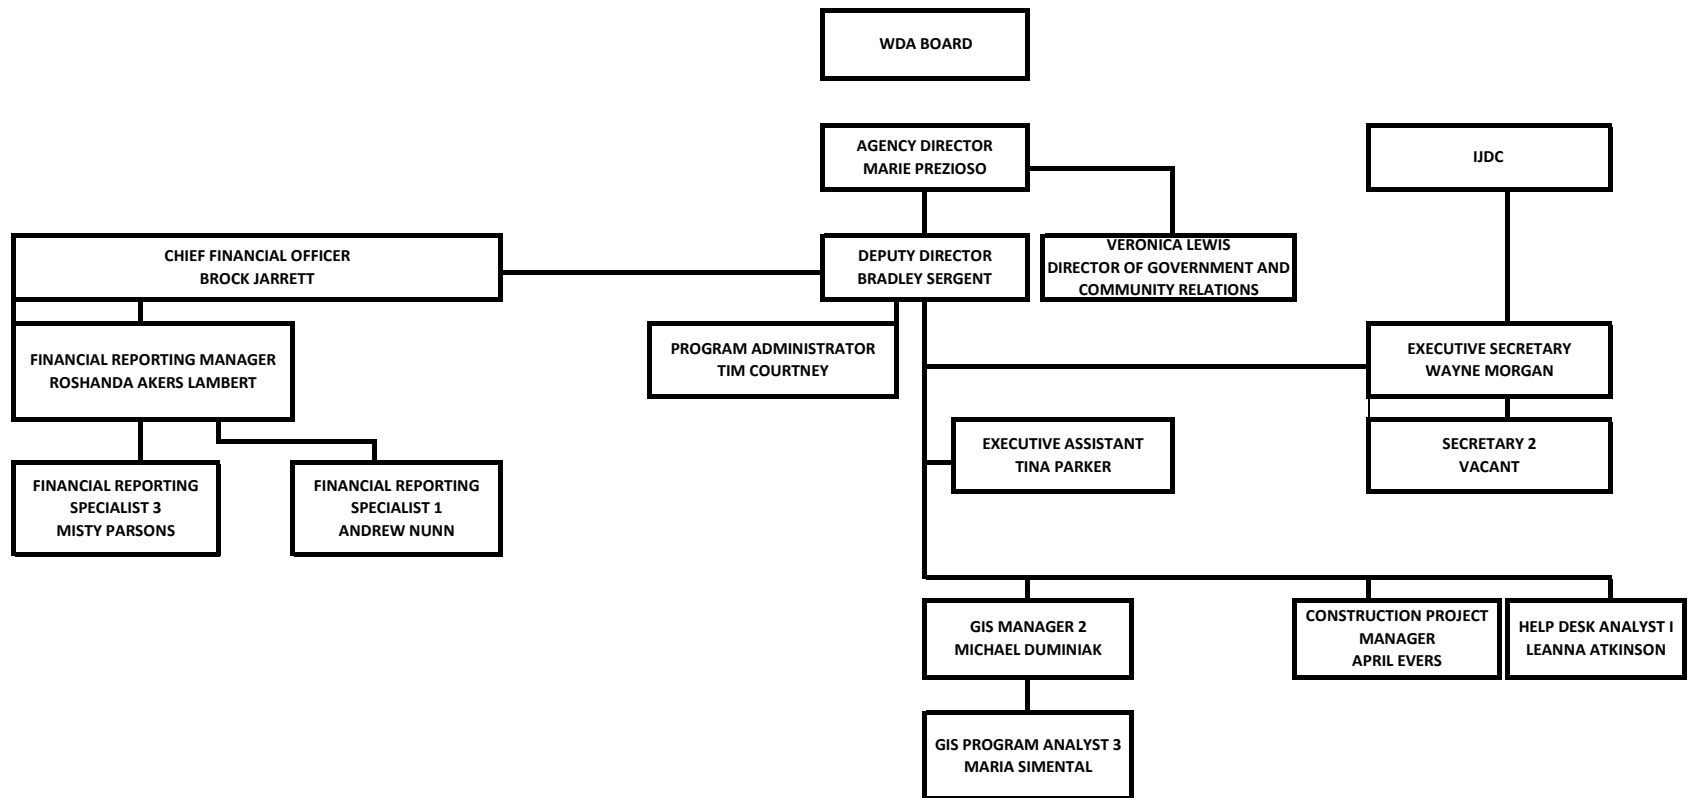 WDA BOARD
AGENCY DIRECTOR
MARIE PREZIOSO
IJDC
CHIEF FINANCIAL OFFICER
BROCK JARRETT
DEPUTY DIRECTOR
BRADLEY SERGENT
VERONICA LEWIS
DIRECTOR OF GOVERNMENT AND
COMMUNITY RELATIONS
FINANCIAL REPORTING MANAGER
ROSHANDA AKERS LAMBERT
PROGRAM ADMINISTRATOR
TIM COURTNEY
EXECUTIVE SECRETARY
WAYNE MORGAN
EXECUTIVE ASSISTANT
TINA PARKER
SECRETARY 2
VACANT
FINANCIAL REPORTING
SPECIALIST 3
MISTY PARSONS
FINANCIAL REPORTING
SPECIALIST 1
ANDREW NUNN
GIS MANAGER 2
MICHAEL DUMINIAK
CONSTRUCTION PROJECT
MANAGER
APRIL EVERS
HELP DESK ANALYST I
LEANNA ATKINSON
GIS PROGRAM ANALYST 3
MARIA SIMENTAL